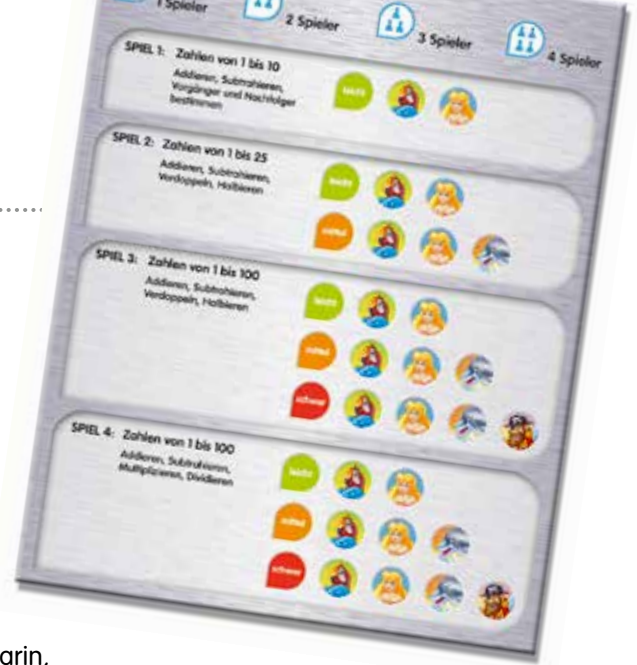 1 Spieler
2 Spieler
3 Spieler
4 Spieler
SPIEL 1: Zahlen von 1 bis 10
Addieren, Subtrahieren,
Vorgänger und Nachfolger
bestimmen
leicht
SPIEL 2: Zahlen von 1 bis 25
Addieren, Subtrahieren,
Verdoppeln, Halbieren
leicht
mittel
SPIEL 3: Zahlen von 1 bis 100
Addieren, Subtrahieren,
Verdoppeln, Halbieren
leicht
mittel
schwer
SPIEL 4: Zahlen von 1 bis 100
Addieren, Subtrahieren,
Multiplizieren, Dividieren
leicht
mittel
schwer
garin,